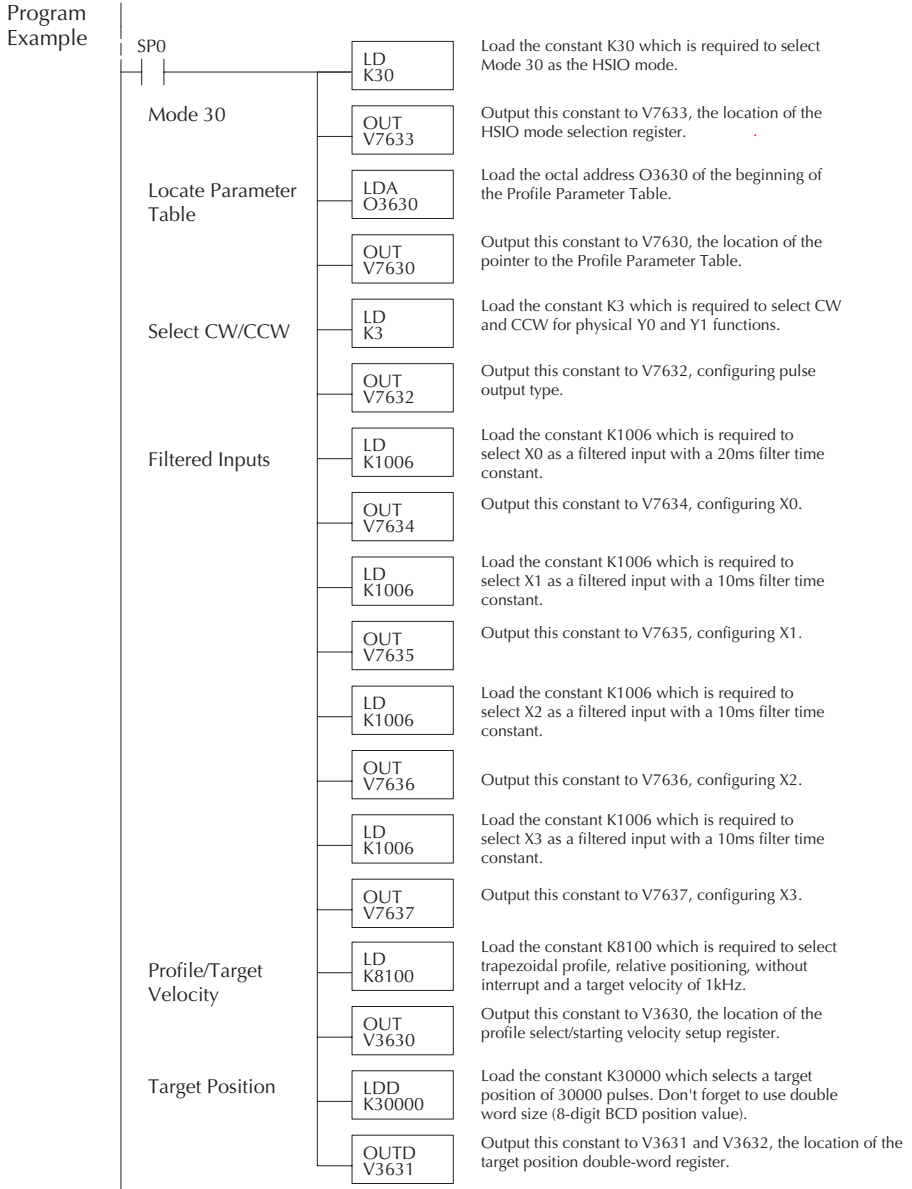 Program
Example
SP0
LD
K30
Load the constant K30 which is required to select
Mode 30 as the HSIO mode.
Mode 30
OUT
V7633
Output this constant to V7633, the location of the
HSIO mode selection register.
Locate Parameter
Table
LDA
O3630
Load the octal address O3630 of the beginning of
the Profile Parameter Table.
OUT
V7630
Output this constant to V7630, the location of the
pointer to the Profile Parameter Table.
Select CW/CCW
LD
K3
Load the constant K3 which is required to select CW
and CCW for physical Y0 and Y1 functions.
OUT
V7632
Output this constant to V7632, configuring pulse
output type.
Filtered Inputs
LD
K1006
Load the constant K1006 which is required to
select X0 as a filtered input with a 20ms filter time
constant.
OUT
V7634
Output this constant to V7634, configuring X0.
LD
K1006
Load the constant K1006 which is required to
select X1 as a filtered input with a 10ms filter time
constant.
OUT
V7635
Output this constant to V7635, configuring X1.
LD
K1006
Load the constant K1006 which is required to
select X2 as a filtered input with a 10ms filter time
constant.
OUT
V7636
Output this constant to V7636, configuring X2.
LD
K1006
Load the constant K1006 which is required to
select X3 as a filtered input with a 10ms filter time
constant.
OUT
V7637
Output this constant to V7637, configuring X3.
Profile/Target
Velocity
LD
K8100
Load the constant K8100 which is required to select
trapezoidal profile, relative positioning, without
interrupt and a target velocity of 1kHz.
OUT
V3630
Output this constant to V3630, the location of the
profile select/starting velocity setup register.
Target Position
LDD
K30000
Load the constant K30000 which selects a target
position of 30000 pulses. Don't forget to use double
word size (8-digit BCD position value).
OUTD
V3631
Output this constant to V3631 and V3632, the location of the
target position double-word register.